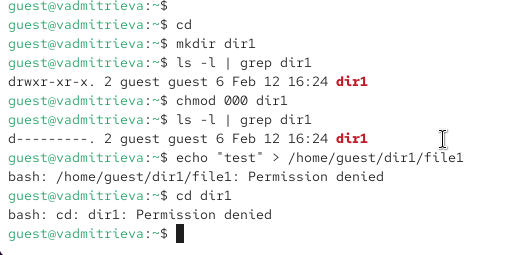 guest@vadmitrieva:~$
guest@vadmitrieva:~$ cd
guest@vadmitrieva:~$ mkdir dir1
guest@vadmitrieva:~$ ls -l | grep dir1
drwxr-xr-x. 2 guest guest 6 Feb 12 16:24 dir1
guest@vadmitrieva:~$ chmod 000 dir1
guest@vadmitrieva:~$ ls -l | grep dir1
d---------. 2 guest guest 6 Feb 12 16:24 dir1
guest@vadmitrieva:~$ echo "test" > /home/guest/dir1/file1
bash: /home/guest/dir1/file1: Permission denied
guest@vadmitrieva:~$ cd dir1
bash: cd: dir1: Permission denied
guest@vadmitrieva:~$